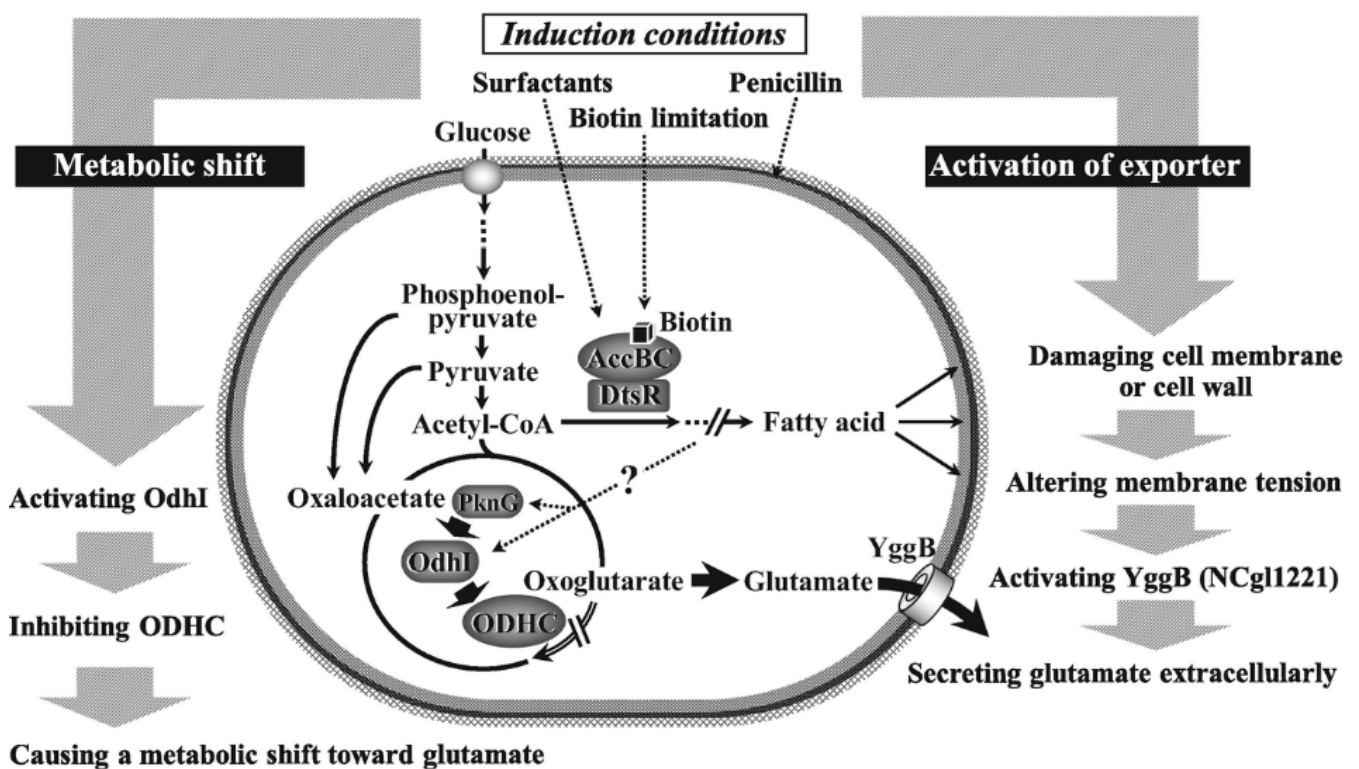 Induction conditions
Surfactants
Penicillin
Biotin limitation
Glucose
Metabolic shift
Activation of exporter
Phosphoenol-
pyruvate
Biotin
AccBC
DtsR
Pyruvate
Acetyl-CoA
Fatty acid
Damaging cell membrane
or cell wall
?
Activating OdhI
Oxaloacetate
PknG
Altering membrane tension
OdhI
YggB
Oxoglutarate
Glutamate
Activating YggB (NCgl1221)
Inhibiting ODHC
ODHC
Secreting glutamate extracellularly
Causing a metabolic shift toward glutamate